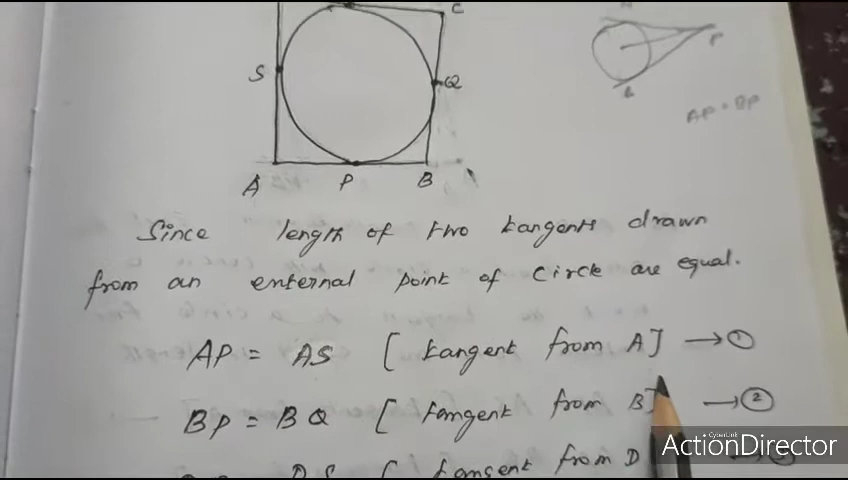 C
S
Q
A P B
P
AP = BP
Since length of two tangents drawn
from an external point of Circle are equal.
AP = AS [ tangent from A] → ①
BP = BQ [ tangent from B] → ②
[ tangent from D
CyberLink
ActionDirector